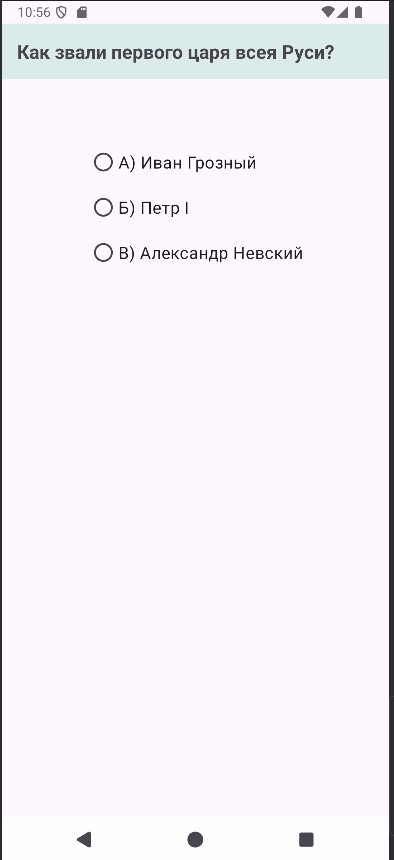 10:56
Как звали первого царя всея Руси?
А) Иван Грозный
Б) Петр I
В) Александр Невский